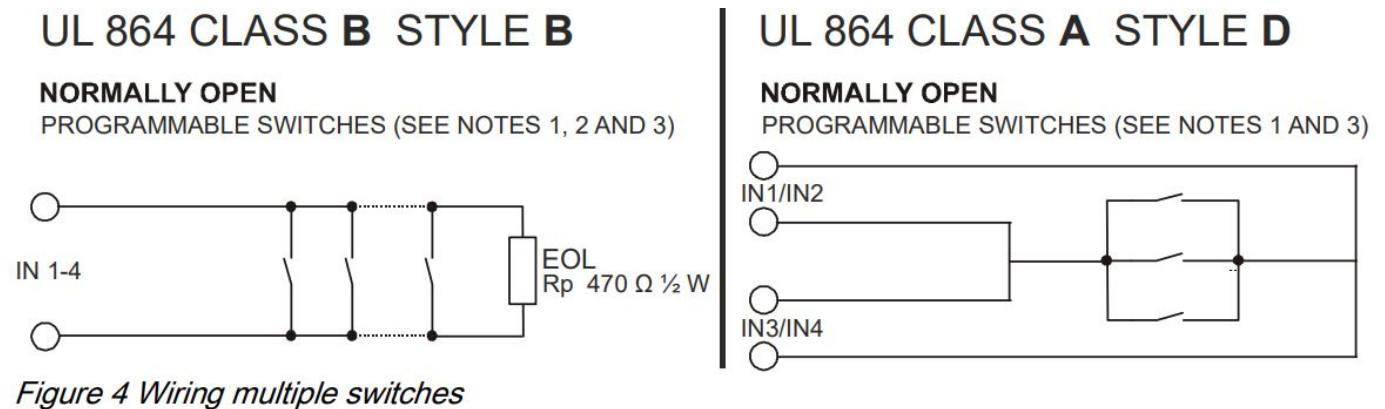 UL 864 CLASS B STYLE B
NORMALLY OPEN
PROGRAMMABLE SWITCHES (SEE NOTES 1, 2 AND 3)
IN 1-4
EOL
Rp 470 Ω ½ W
UL 864 CLASS A STYLE D
NORMALLY OPEN
PROGRAMMABLE SWITCHES (SEE NOTES 1 AND 3)
IN1/IN2
IN3/IN4
Figure 4 Wiring multiple switches